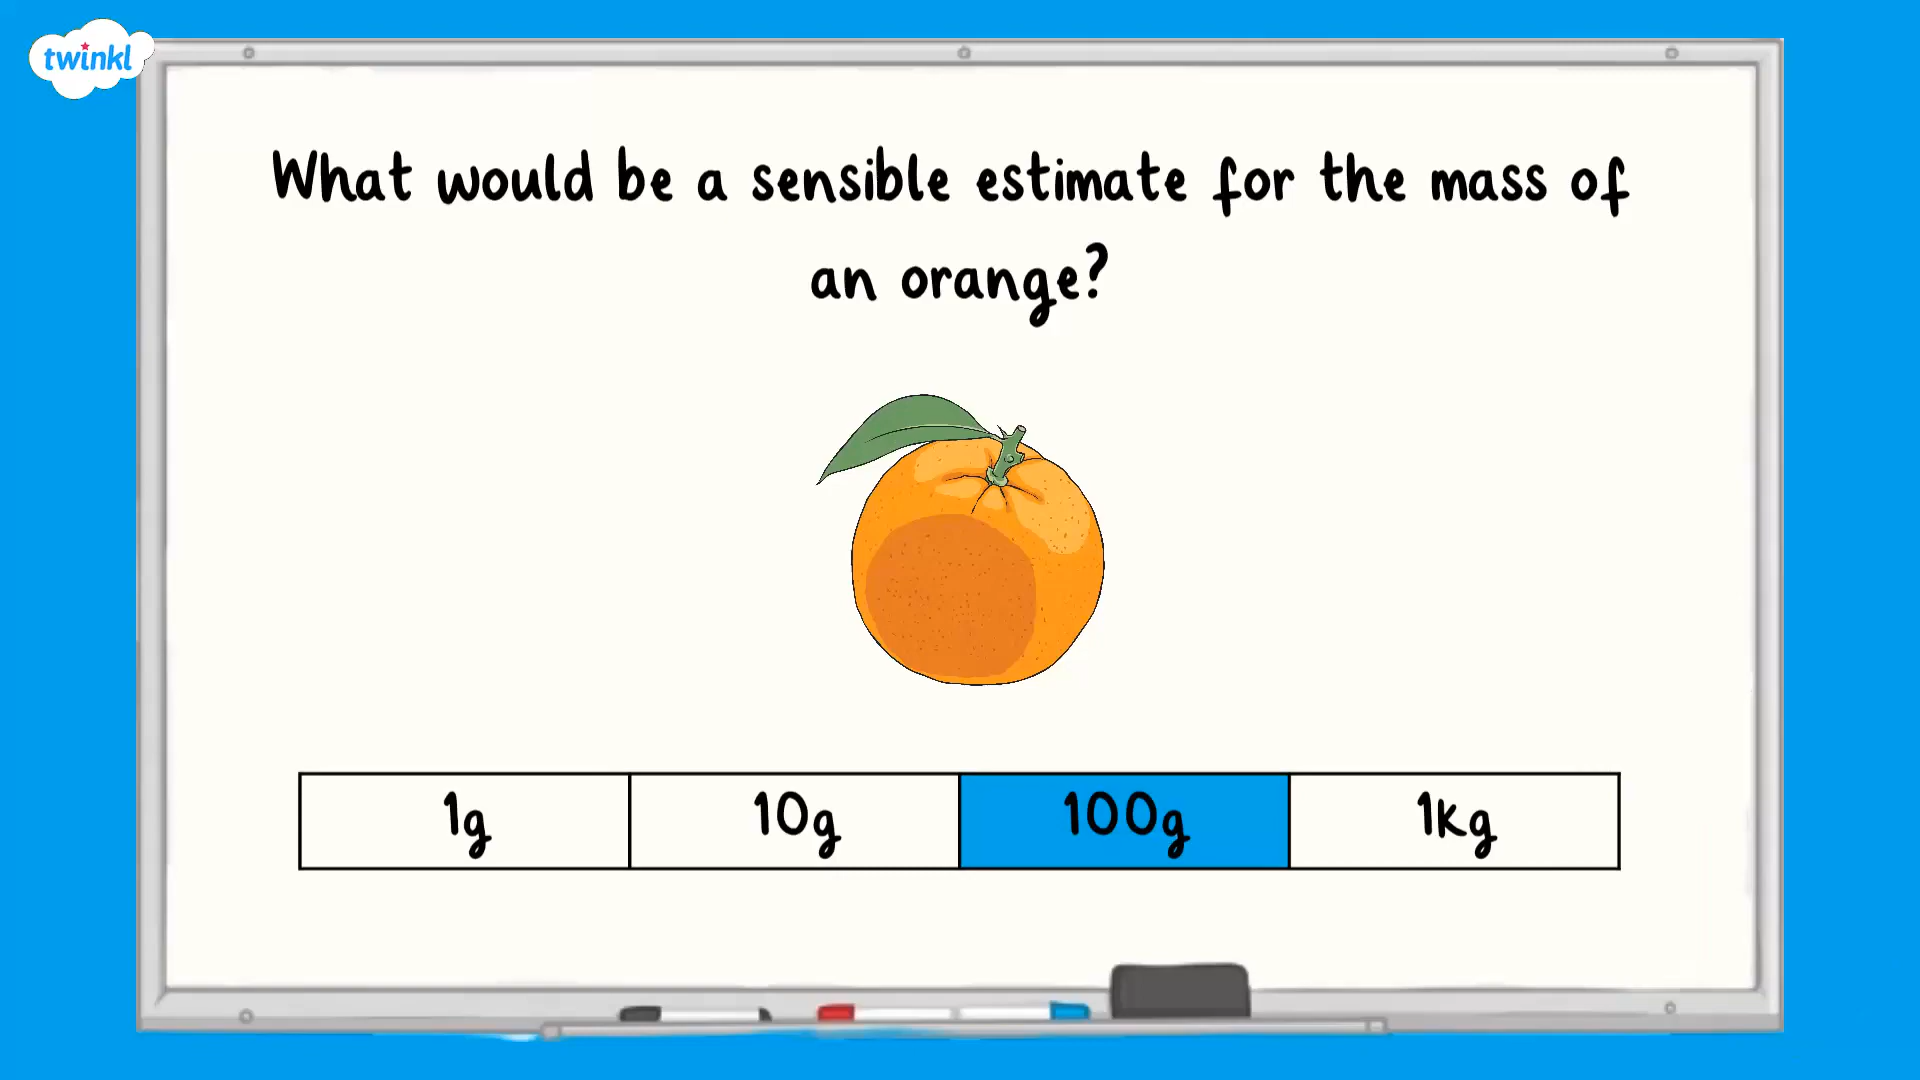 twinkl
What would be a sensible estimate for the mass of
an orange?
1g 10g 100g 1kg